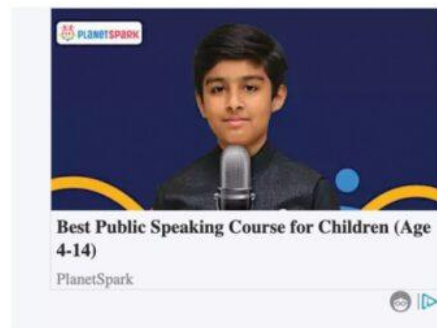 PLANETSPARK
Best Public Speaking Course for Children (Age
4-14)
PlanetSpark